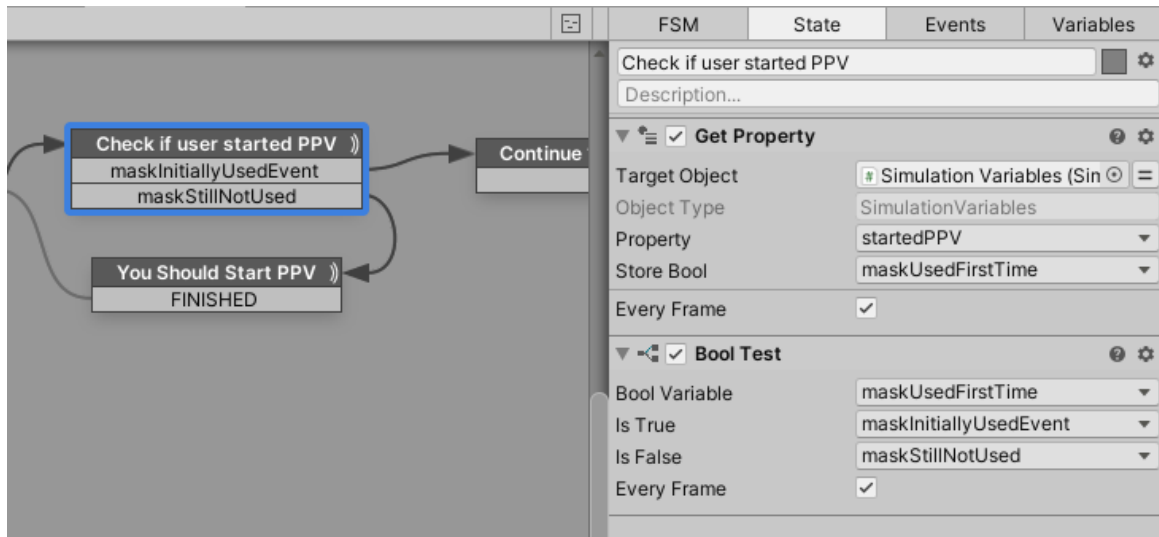 FSM State Events Variables
Check if user started PPV
Description...
Get Property
Target Object Simulation Variables (Sin
Object Type SimulationVariables
Property startedPPV
Store Bool maskUsedFirstTime
Every Frame
Bool Test
Bool Variable maskUsedFirstTime
Is True maskInitiallyUsedEvent
Is False maskStillNotUsed
Every Frame
Check if user started PPV
maskInitiallyUsedEvent
maskStillNotUsed
Continue
You Should Start PPV
FINISHED